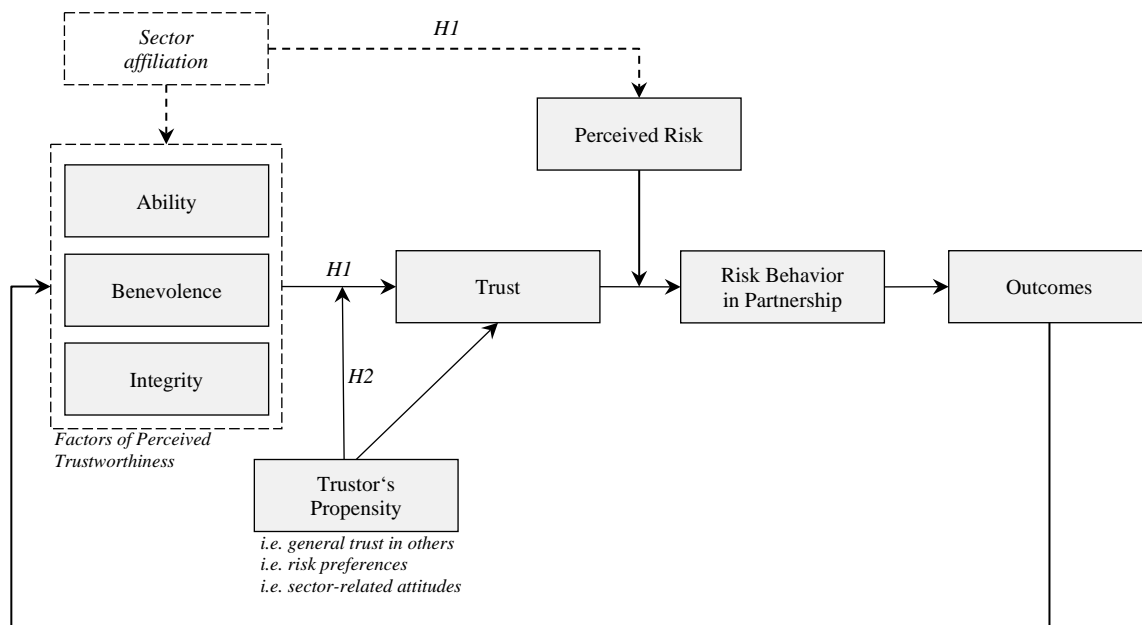 Sector
affiliation
H1
Perceived Risk
Ability
Benevolence
Integrity
Factors of Perceived
Trustworthiness
H1
Trust
Risk Behavior
in Partnership
Outcomes
H2
Trustor‘s
Propensity
i.e. general trust in others
i.e. risk preferences
i.e. sector-related attitudes